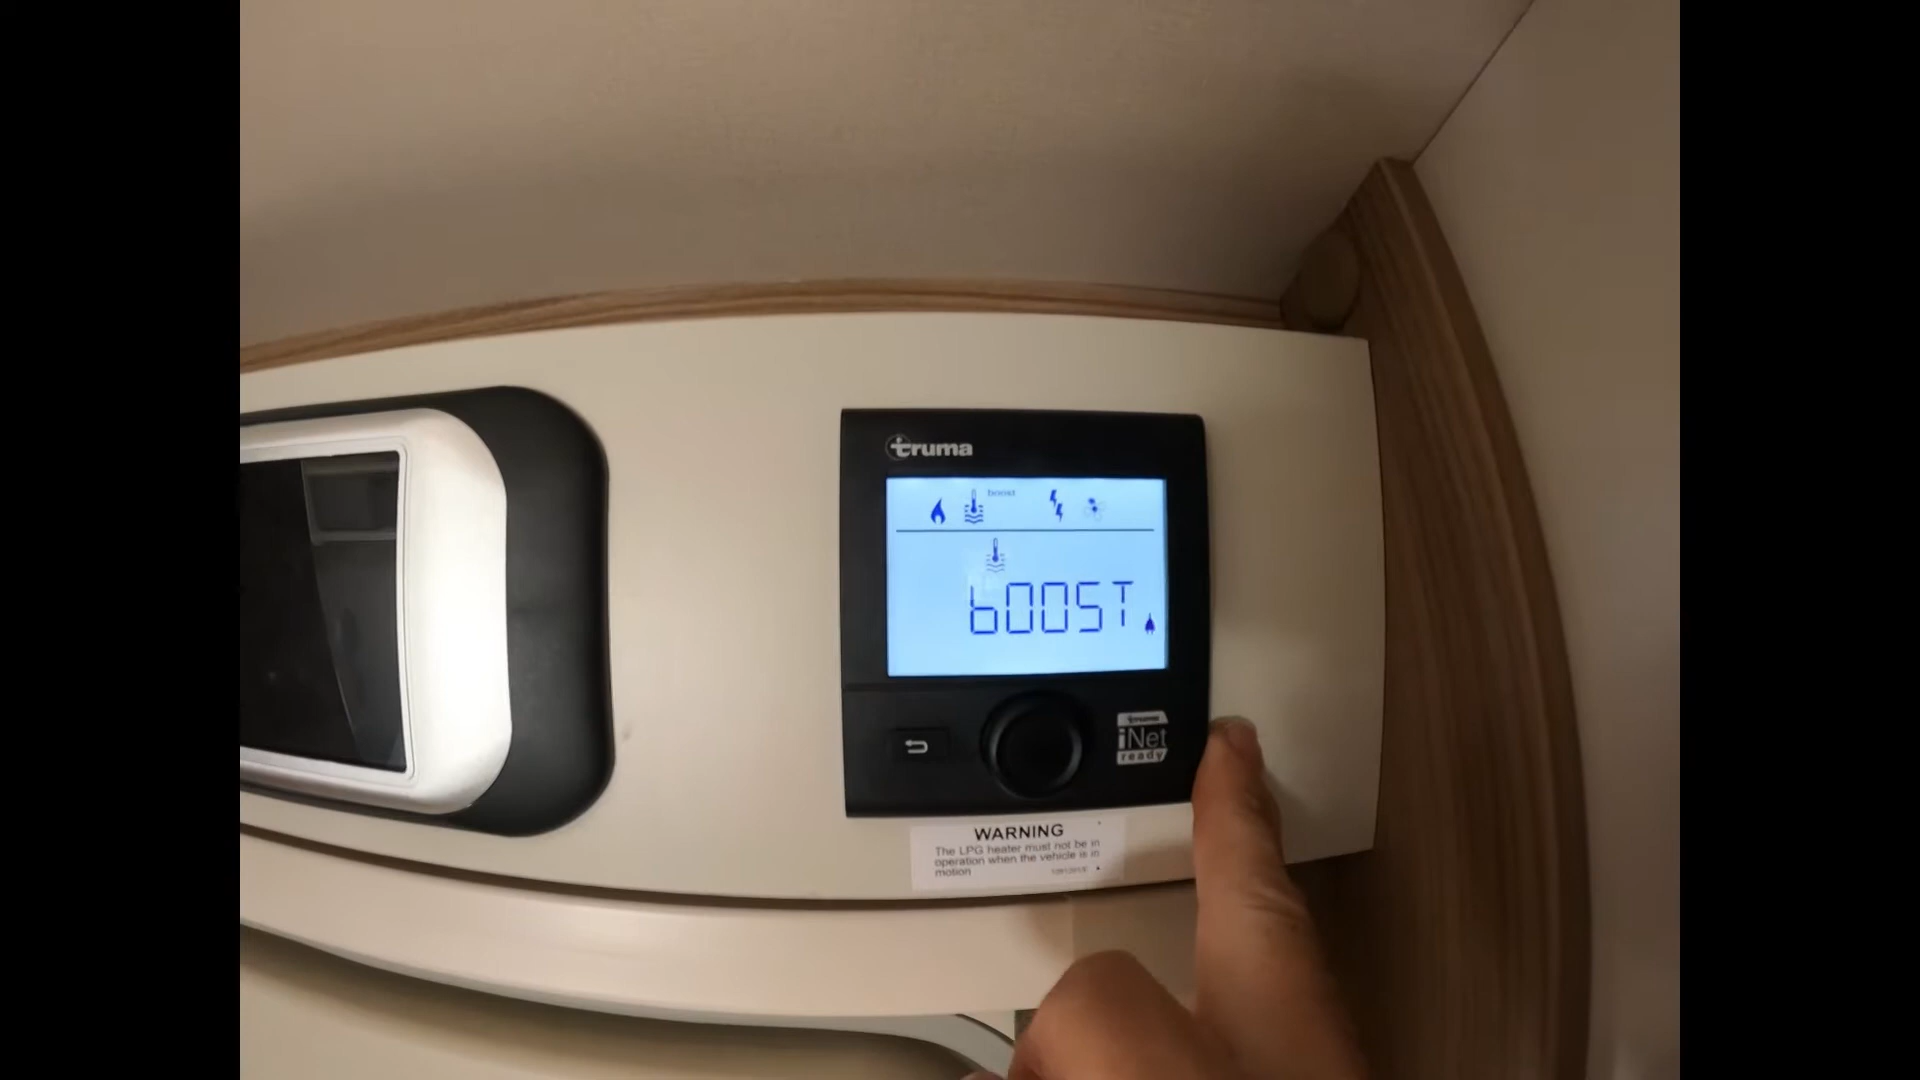 truma
boost
bOOST
truma
iNet
ready
WARNING
The LPG heater must not be in
operation when the vehicle is in
motion